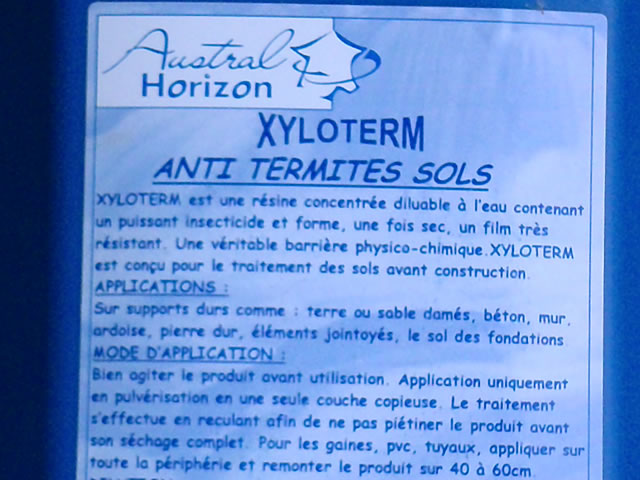 Austral
Horizon
XYLOTERM
ANTI TERMITES SOLS
XYLOTERM est une résine concentrée diluable à l'eau contenant
un puissant insecticide et forme, une fois sec, un film très
résistant. Une véritable barrière physico-chimique.XYLOTERM
est conçu pour le traitement des sols avant construction.
APPLICATIONS :
Sur supports durs comme : terre ou sable damés, béton, mur,
ardoise, pierre dur, éléments jointoyés, le sol des fondations.
MODE D'APPLICATION :
Bien agiter le produit avant utilisation. Application uniquement
en pulvérisation en une seule couche copieuse. Le traitement
s'effectue en reculant afin de ne pas piétiner le produit avant
son séchage complet. Pour les gaines, pvc, tuyaux, appliquer sur
toute la périphérie et remonter le produit sur 40 à 60cm.